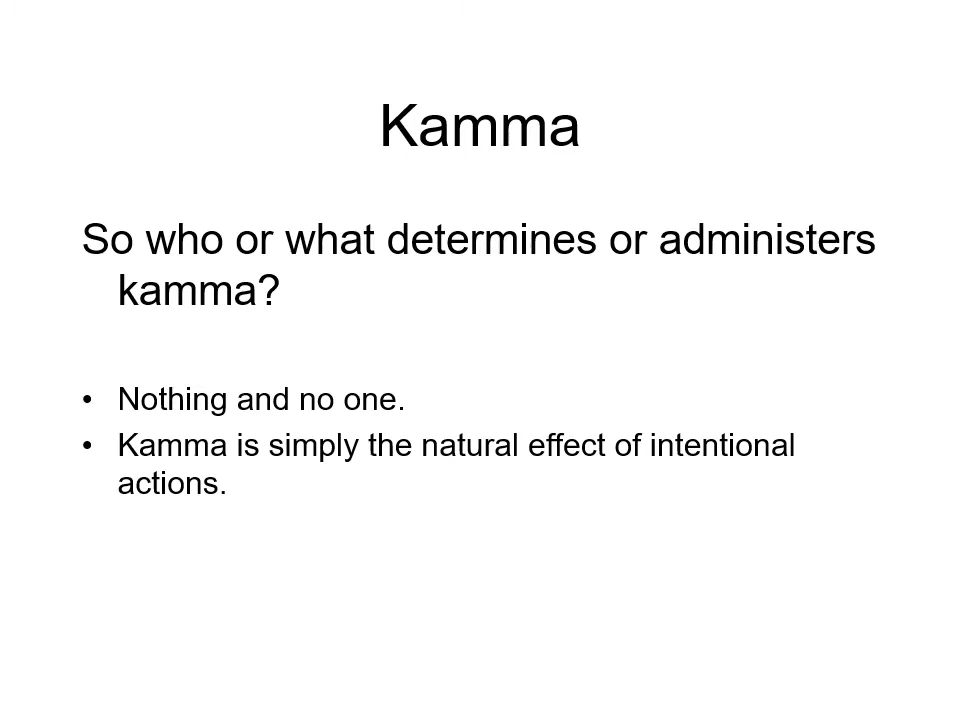 Kamma
So who or what determines or administers
kamma?
• Nothing and no one.
• Kamma is simply the natural effect of intentional
actions.